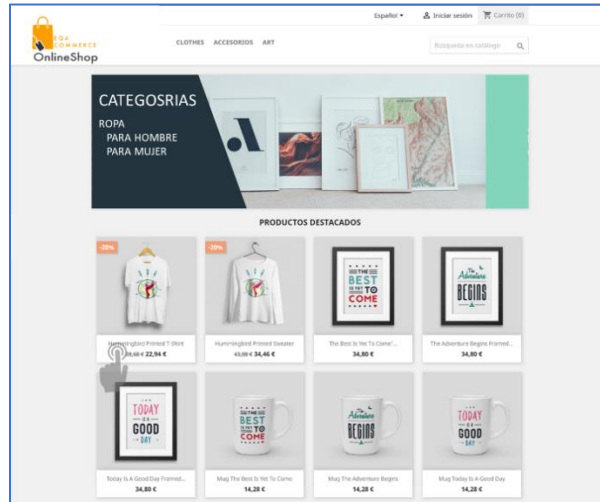 Español
Iniciar sesión
Carrito (0)
EGA
COMMERCE
OnlineShop
CLOTHES ACCESORIOS ART
Búsqueda en catálogo
CATEGOSRIAS
ROPA
PARA HOMBRE
PARA MUJER
A
PRODUCTOS DESTACADOS
-20%
-20%
THE
BEST
IS YET TO
COME
The
Adventure
BEGINS
Hummingbird Printed T-Shirt
22,94 €
Hummingbird Printed Sweater
43,08 € 34,46 €
The Best Is Yet To Come'...
34,80 €
The Adventure Begins Framed...
34,80 €
TODAY
IS A
GOOD
DAY
THE
BEST
IS YET TO
COME
The
Adventure
BEGINS
TODAY
IS A
GOOD
DAY
Today Is A Good Day Framed...
34,80 €
Mug The Best Is Yet To Come
14,28 €
Mug The Adventure Begins
14,28 €
Mug Today Is A Good Day
14,28 €